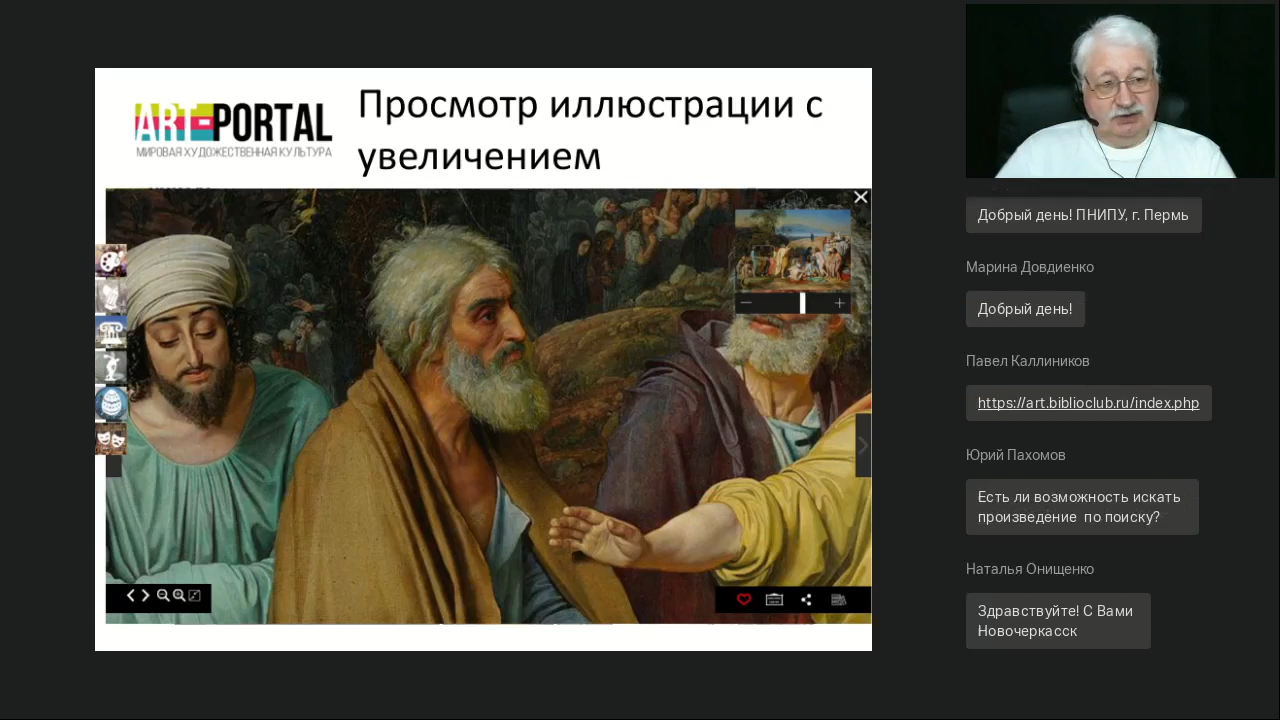 ART-PORTAL
МИРОВАЯ ХУДОЖЕСТВЕННАЯ КУЛЬТУРА
Просмотр иллюстрации с
увеличением
Добрый день! ПНИПУ, г. Пермь
Марина Довдиенко
Добрый день!
Павел Каллиников
https://art.biblioclub.ru/index.php
Юрий Пахомов
Есть ли возможность искать
произведение по поиску?
Наталья Онищенко
Здравствуйте! С Вами
Новочеркасск